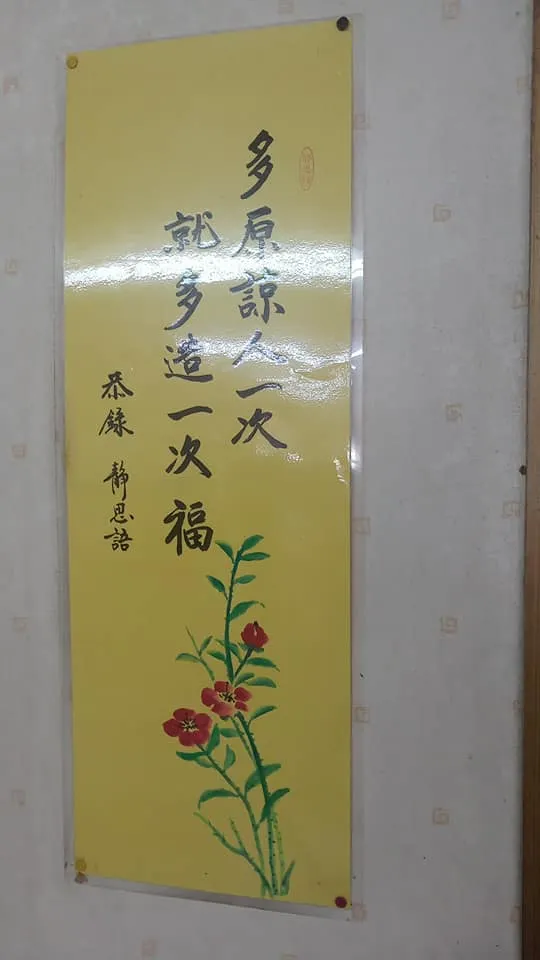 多原諒人一次
就多造一次福
恭錄 靜思語